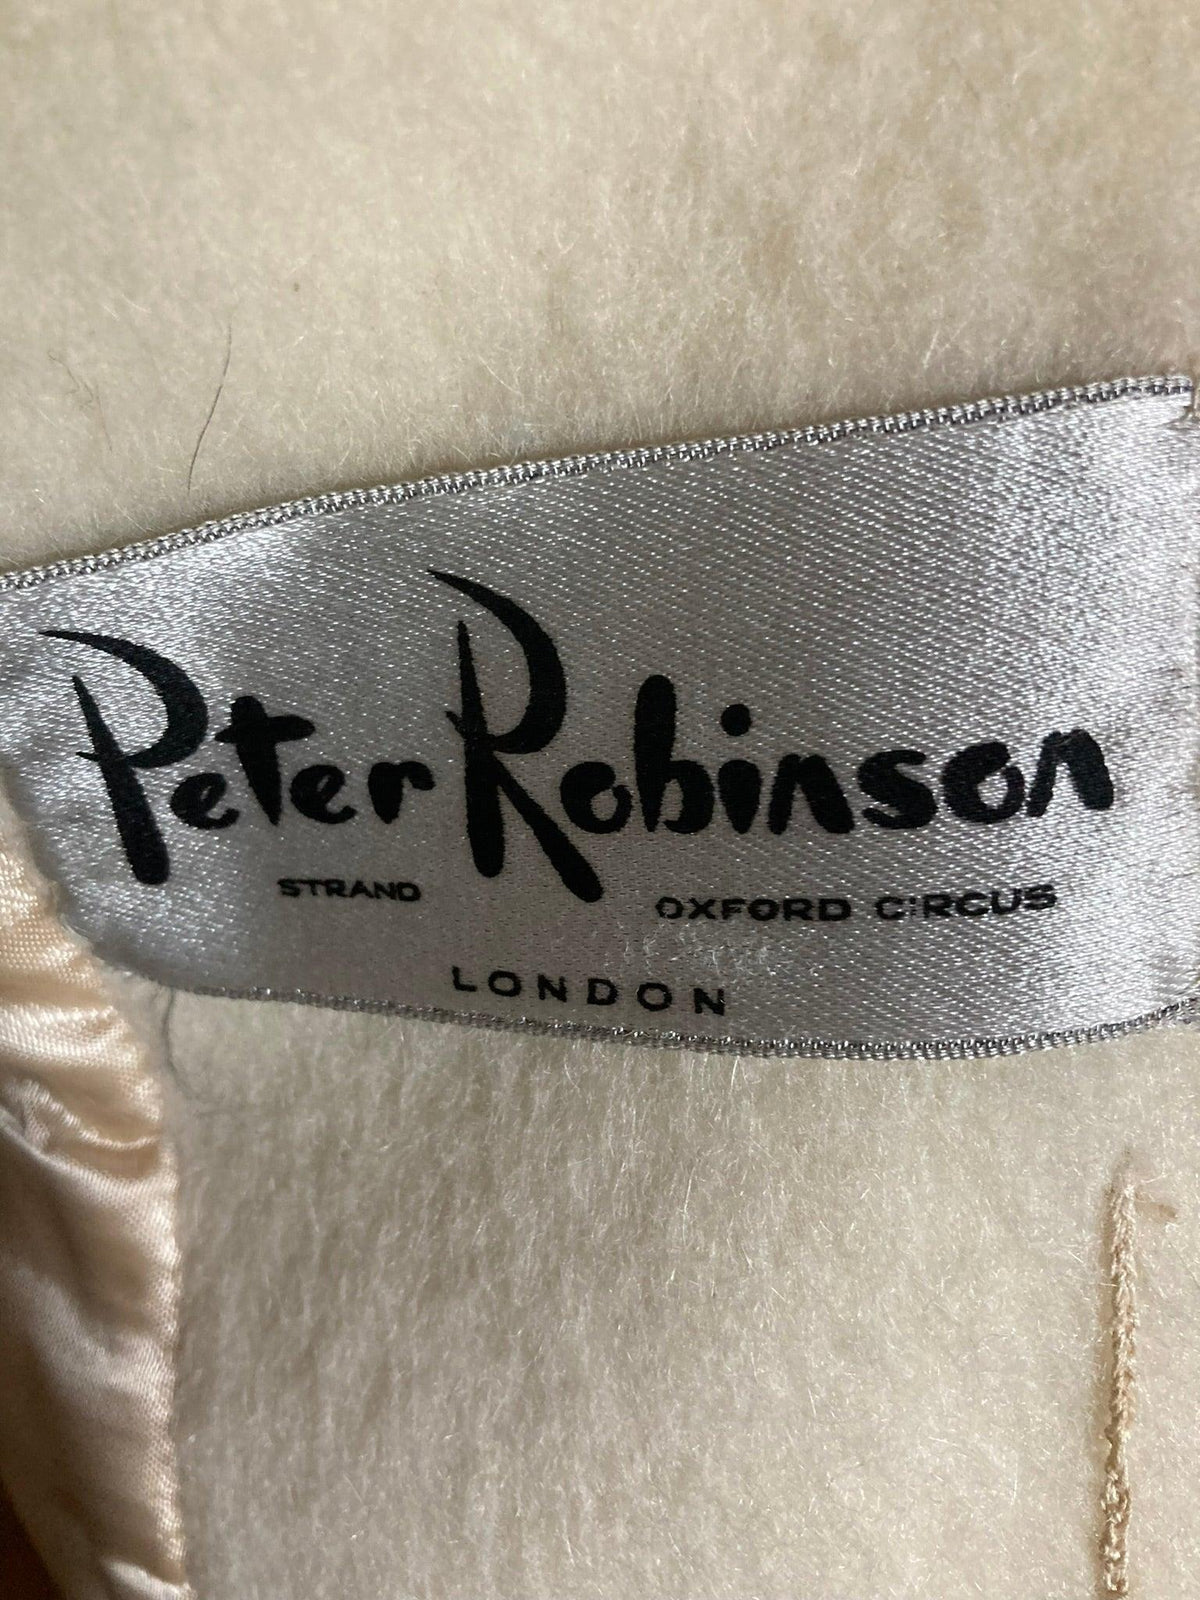 Peter Robinson
STRAND OXFORD CIRCUS
LONDON